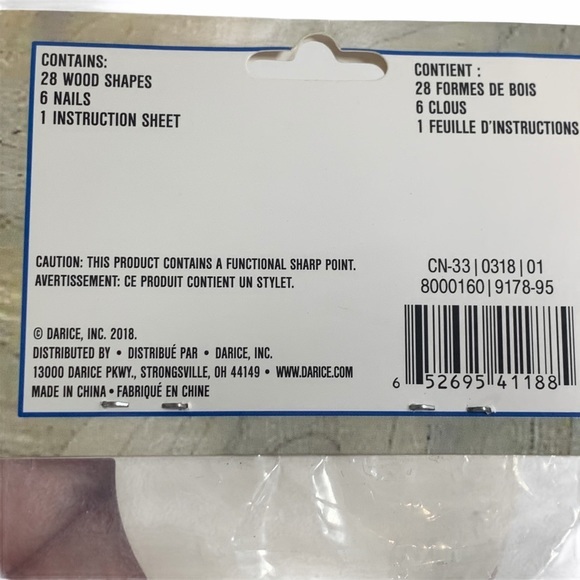 CONTAINS:
28 WOOD SHAPES
6 NAILS
1 INSTRUCTION SHEET
CONTIENT :
28 FORMES DE BOIS
6 CLOUS
1 FEUILLE D'INSTRUCTIONS
CAUTION: THIS PRODUCT CONTAINS A FUNCTIONAL SHARP POINT.
AVERTISSEMENT: CE PRODUIT CONTIENT UN STYLET.
CN-33|0318|01
8000160|9178-95
© DARICE, INC. 2018.
DISTRIBUTED BY • DISTRIBUÉ PAR • DARICE, INC.
13000 DARICE PKWY., STRONGSVILLE, OH 44149 • WWW.DARICE.COM
MADE IN CHINA • FABRIQUÉ EN CHINE
6 52695 41188